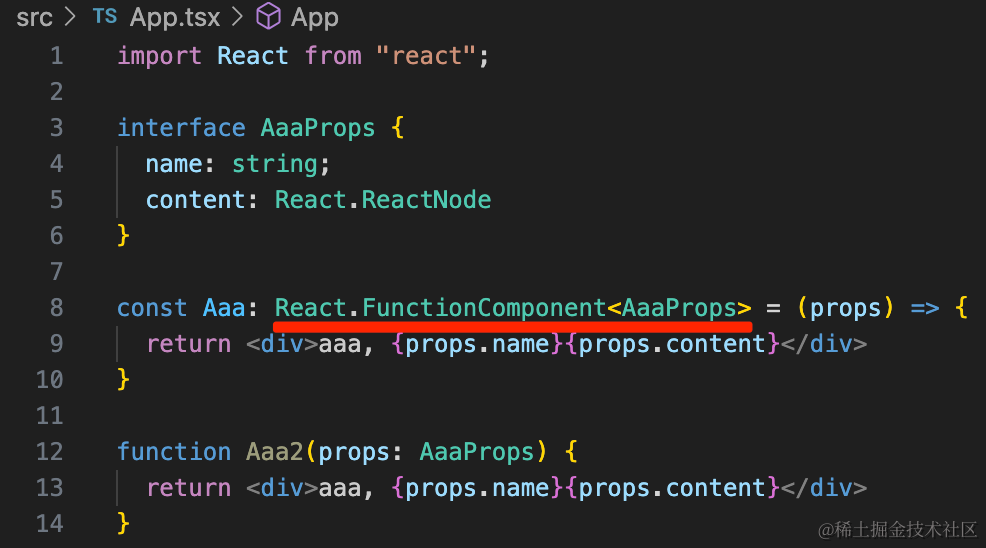 src > TS App.tsx > App
1 import React from "react";
2
3 interface AaaProps {
4 name: string;
5 content: React.ReactNode
6 }
7
8 const Aaa: React.FunctionComponent<AaaProps> = (props) => {
9 return <div>aaa, {props.name}{props.content}</div>
10 }
11
12 function Aaa2(props: AaaProps) {
13 return <div>aaa, {props.name}{props.content}</div>
14 }
@稀土掘金技术社区